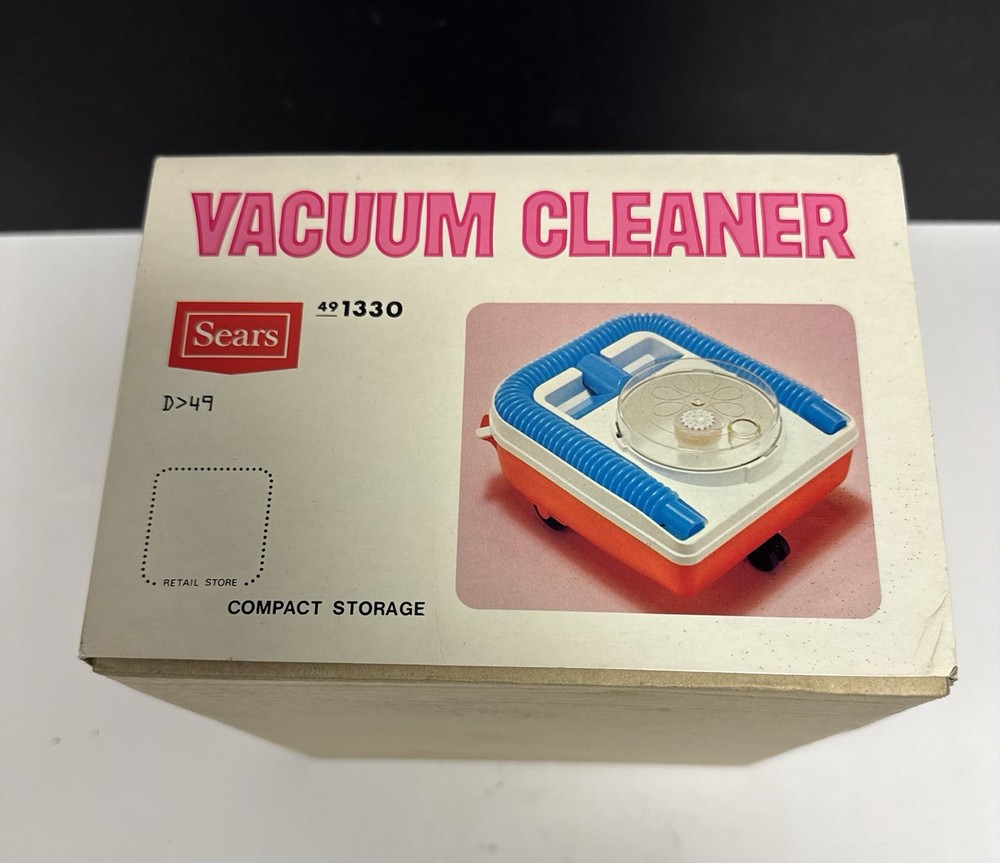 VACUUM CLEANER
Sears
49 1330
D>49
RETAIL STORE
COMPACT STORAGE